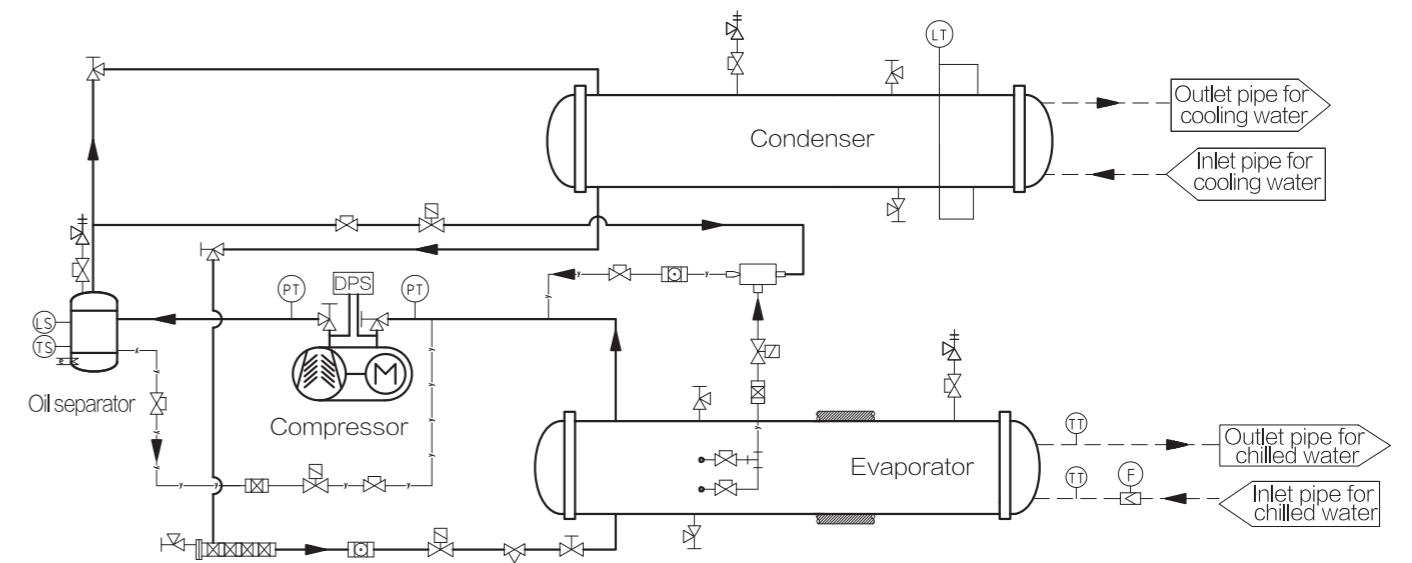 LT
Outlet pipe for
cooling water
Condenser
Inlet pipe for
cooling water
PT
DPS
PT
LS
TS
M
Oil separator
Compressor
TT
Outlet pipe for
chilled water
Evaporator
TT
F
Inlet pipe for
chilled water